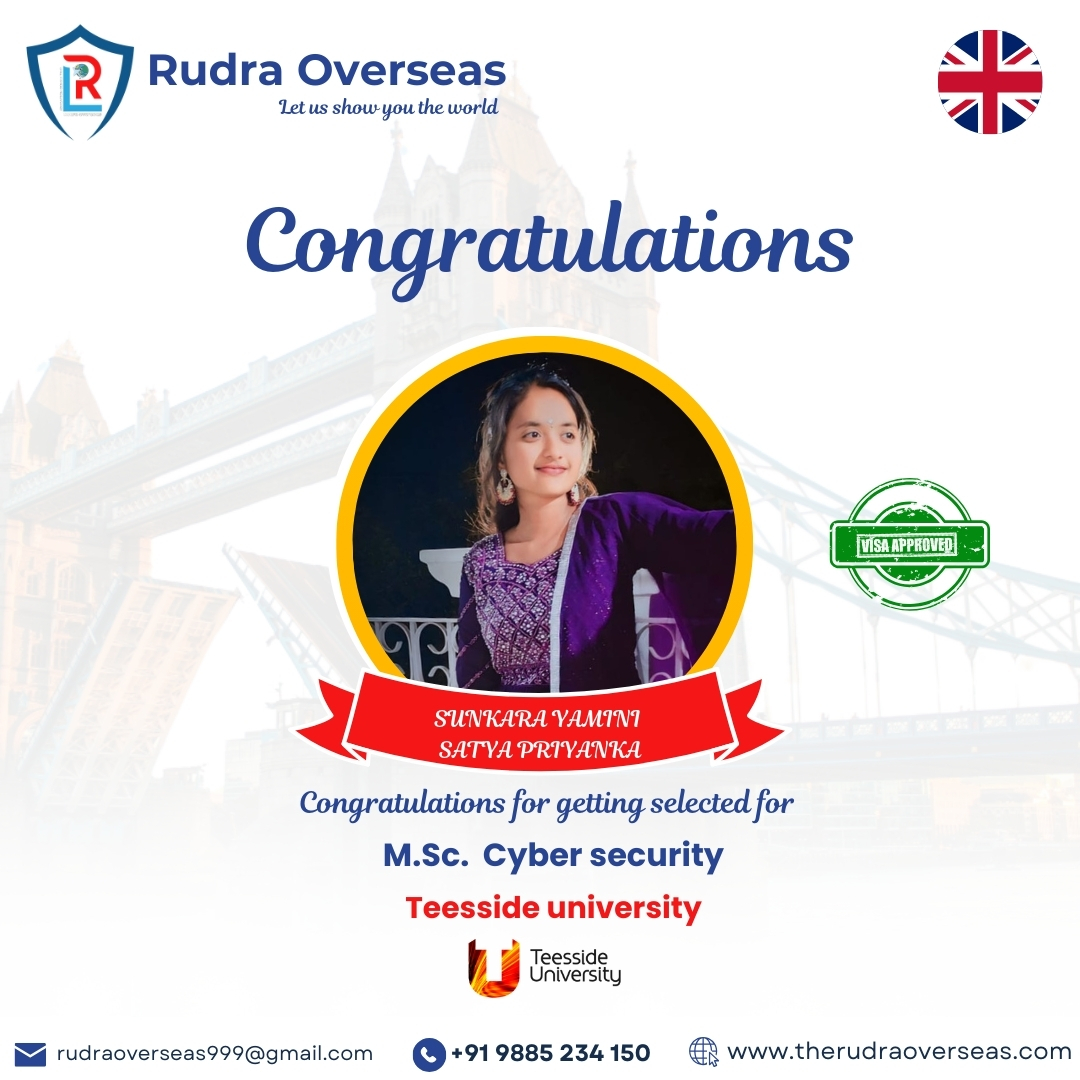 Rudra Overseas
Let us show you the world
Congratulations
VISA APPROVED
SUNKARA YAMINI
SATYA PRIYANKA
Congratulations for getting selected for
M.Sc. Cyber security
Teesside university
Teesside
University
rudraoverseas999@gmail.com
+91 9885 234 150
www.therudraoverseas.com